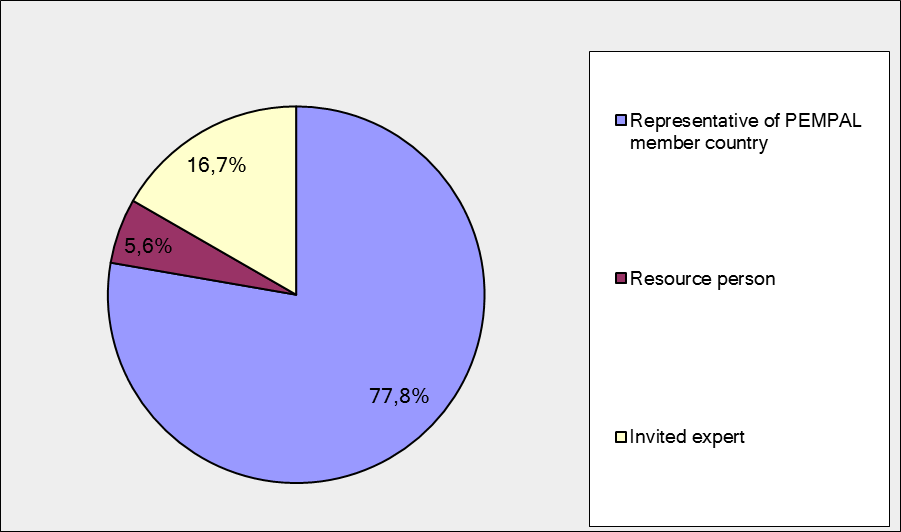 16,7%
5,6%
77,8%
Representative of PEMPAL
member country
Resource person
Invited expert